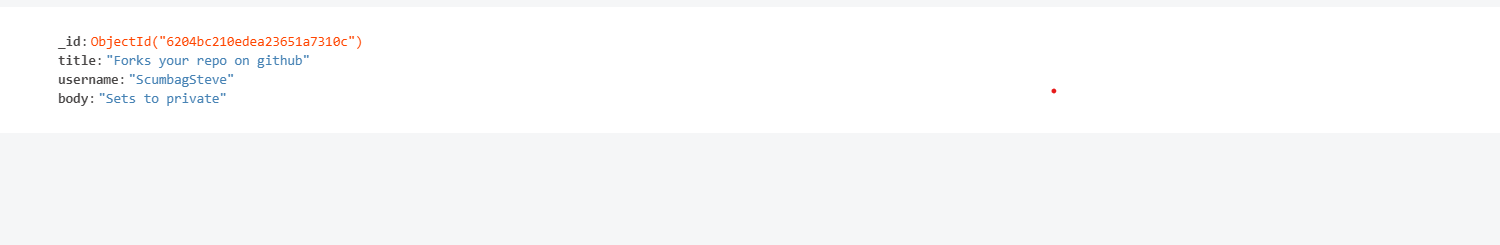 _id: ObjectId("6204bc210edea23651a7310c")
title: "Forks your repo on github"
username: "ScumbagSteve"
body: "Sets to private"